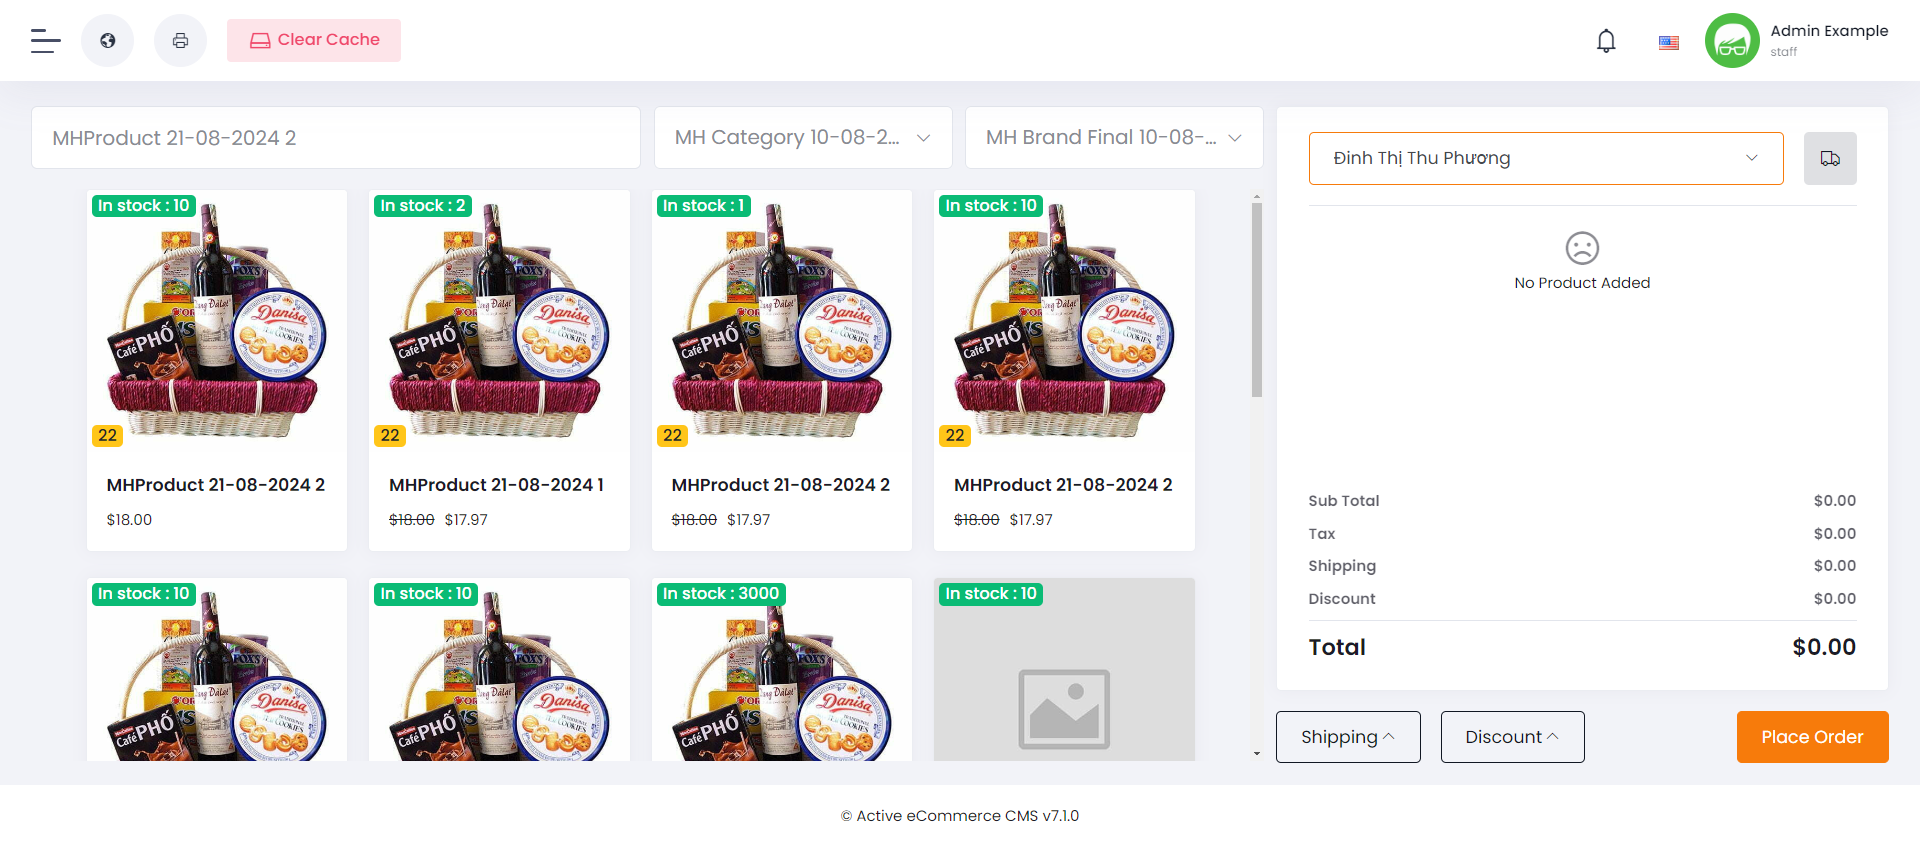 Clear Cache
Admin Example
staff
MHProduct 21-08-2024 2
MH Category 10-08-2...
MH Brand Final 10-08-...
Đinh Thị Thu Phương
No Product Added
In stock : 10
22
MHProduct 21-08-2024 2
$18.00
In stock : 2
22
MHProduct 21-08-2024 1
$18.00 $17.97
In stock : 1
22
MHProduct 21-08-2024 2
$18.00 $17.97
In stock : 10
22
MHProduct 21-08-2024 2
$18.00 $17.97
In stock : 10
In stock : 10
In stock : 3000
In stock : 10
Danisa
Café PHỐ
FOX'S
Sub Total $0.00
Tax $0.00
Shipping $0.00
Discount $0.00
Total $0.00
Shipping
Discount
Place Order
© Active eCommerce CMS v7.1.0